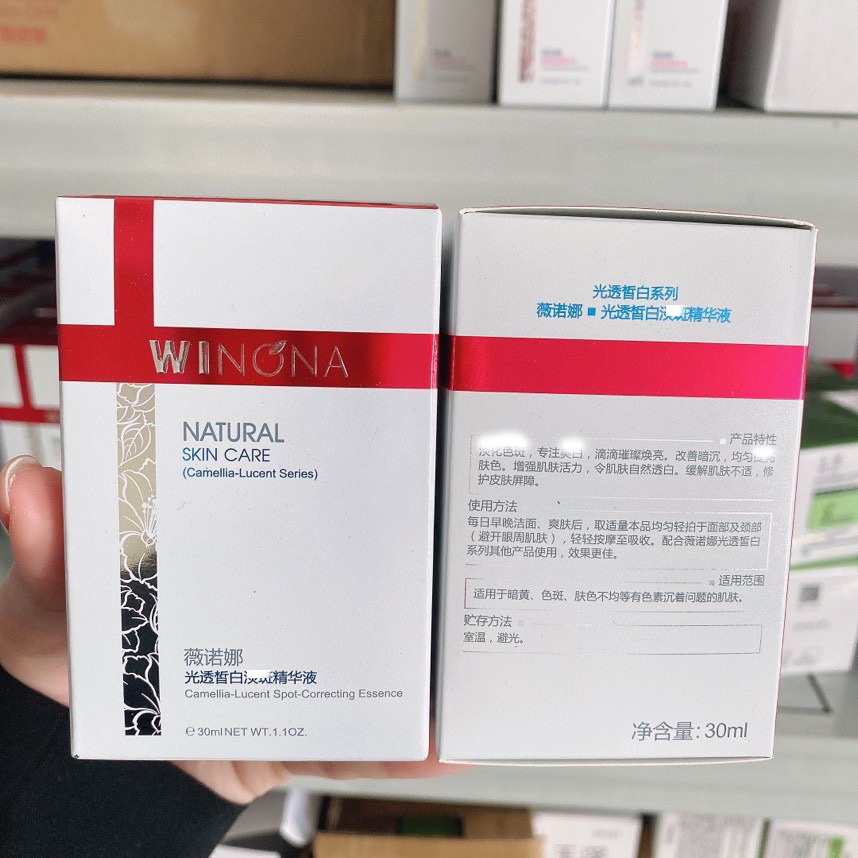 WINONA
NATURAL
SKIN CARE
(Camellia-Lucent Series)
薇诺娜
光透皙白淡斑精华液
Camellia-Lucent Spot-Correcting Essence
℮ 30ml NET WT.1.1OZ.
光透皙白系列
薇诺娜 ■ 光透皙白淡斑精华液
产品特性
淡化色斑，专注美白，滴滴璀璨焕亮。改善暗沉，均匀提亮
肤色。增强肌肤活力，令肌肤自然透白。缓解肌肤不适，修
护皮肤屏障。
使用方法
每日早晚洁面、爽肤后，取适量本品均匀轻拍于面部及颈部
（避开眼周肌肤），轻轻按摩至吸收。配合薇诺娜光透皙白
系列其他产品使用，效果更佳。
适用范围
适用于暗黄、色斑、肤色不均等有色素沉着问题的肌肤。
贮存方法
室温，避光。
净含量: 30ml